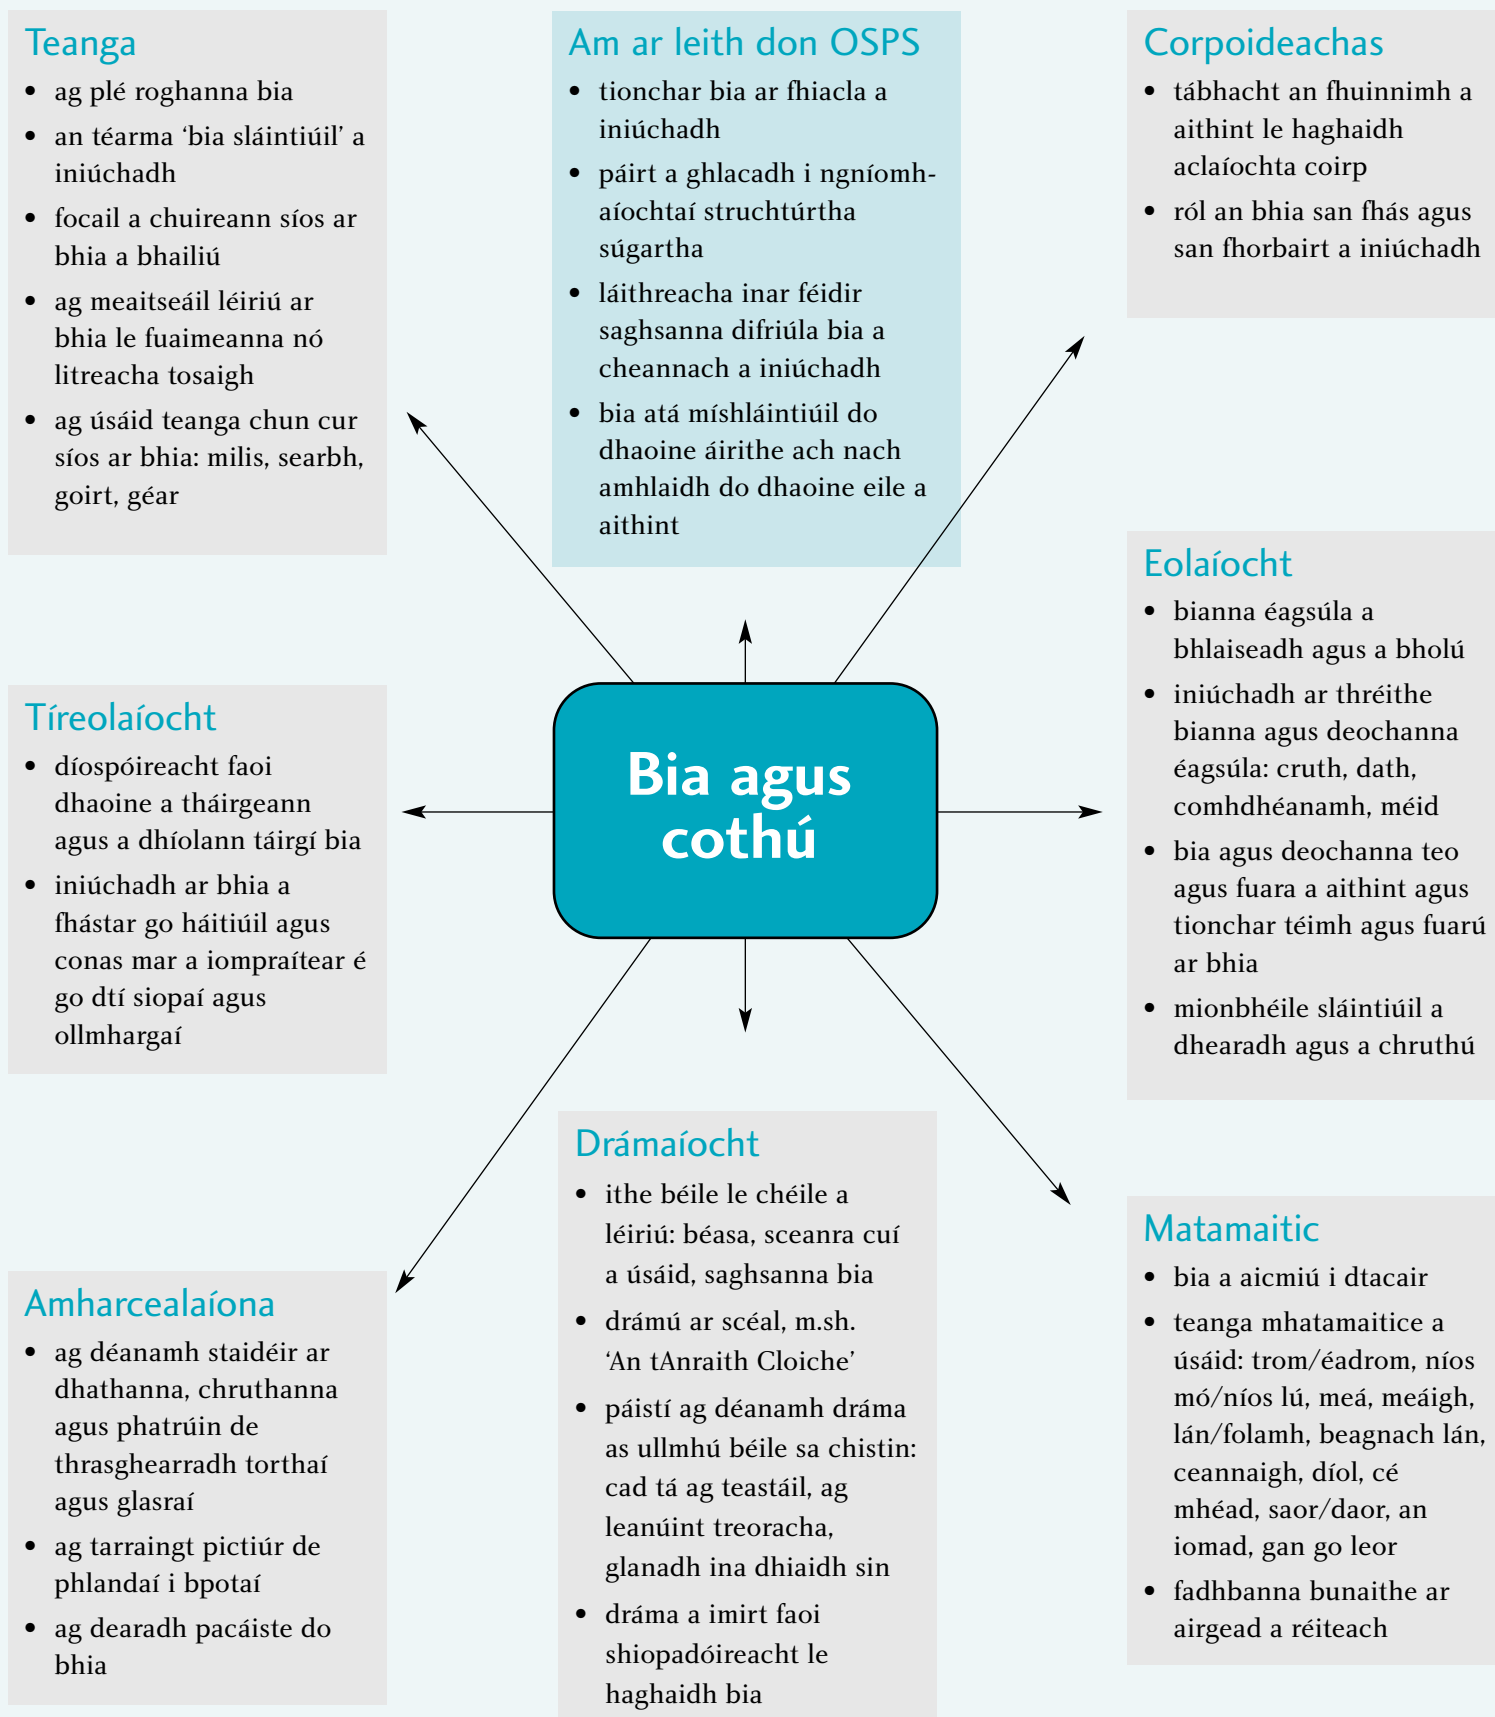 Teanga
• ag plé roghanna bia
• an téarma ‘bia sláintiúil’ a
iniúchadh
• focail a chuireann síos ar
bhia a bhailiú
• ag meaitseáil léiriú ar
bhia le fuaimeanna nó
litreacha tosaigh
• ag úsáid teanga chun cur
síos ar bhia: milis, searbh,
goirt, géar
Am ar leith don OSPS
• tionchar bia ar fhiacla a
iniúchadh
• páirt a ghlacadh i ngníomh-
aíochtaí struchtúrtha
súgartha
• láithreacha inar féidir
saghsanna difriúla bia a
cheannach a iniúchadh
• bia atá míshláintiúil do
dhaoine áirithe ach nach
amhlaidh do dhaoine eile a
aithint
Corpoideachas
• tábhacht an fhuinnimh a
aithint le haghaidh
aclaíochta coirp
• ról an bhia san fhás agus
san fhorbairt a iniúchadh
Tíreolaíocht
• díospóireacht faoi
dhaoine a tháirgeann
agus a dhíolann táirgí bia
• iniúchadh ar bhia a
fhástar go háitiúil agus
conas mar a iompraítear é
go dtí siopaí agus
ollmhargaí
Bia agus
cothú
Eolaíocht
• bianna éagsúla a
bhlaiseadh agus a bholú
• iniúchadh ar thréithe
bianna agus deochanna
éagsúla: cruth, dath,
comhdhéanamh, méid
• bia agus deochanna teo
agus fuara a aithint agus
tionchar téimh agus fuarú
ar bhia
• mionbhéile sláintiúil a
dhearadh agus a chruthú
Amharcealaíona
• ag déanamh staidéir ar
dhathanna, chruthanna
agus phatrúin de
thrasghearradh torthaí
agus glasraí
• ag tarraingt pictiúr de
phlandaí i bpotaí
• ag dearadh pacáiste do
bhia
Drámaíocht
• ithe béile le chéile a
léiriú: béasa, sceanra cuí
a úsáid, saghsanna bia
• drámú ar scéal, m.sh.
‘An tAnraith Cloiche’
• páistí ag déanamh dráma
as ullmhú béile sa chistin:
cad tá ag teastáil, ag
leanúint treoracha,
glanadh ina dhiaidh sin
• dráma a imirt faoi
shiopadóireacht le
haghaidh bia
Matamaitic
• bia a aicmiú i dtacair
• teanga mhatamaitice a
úsáid: trom/éadrom, níos
mó/níos lú, meá, meáigh,
lán/folamh, beagnach lán,
ceannaigh, díol, cé
mhéad, saor/daor, an
iomad, gan go leor
• fadhbanna bunaithe ar
airgead a réiteach